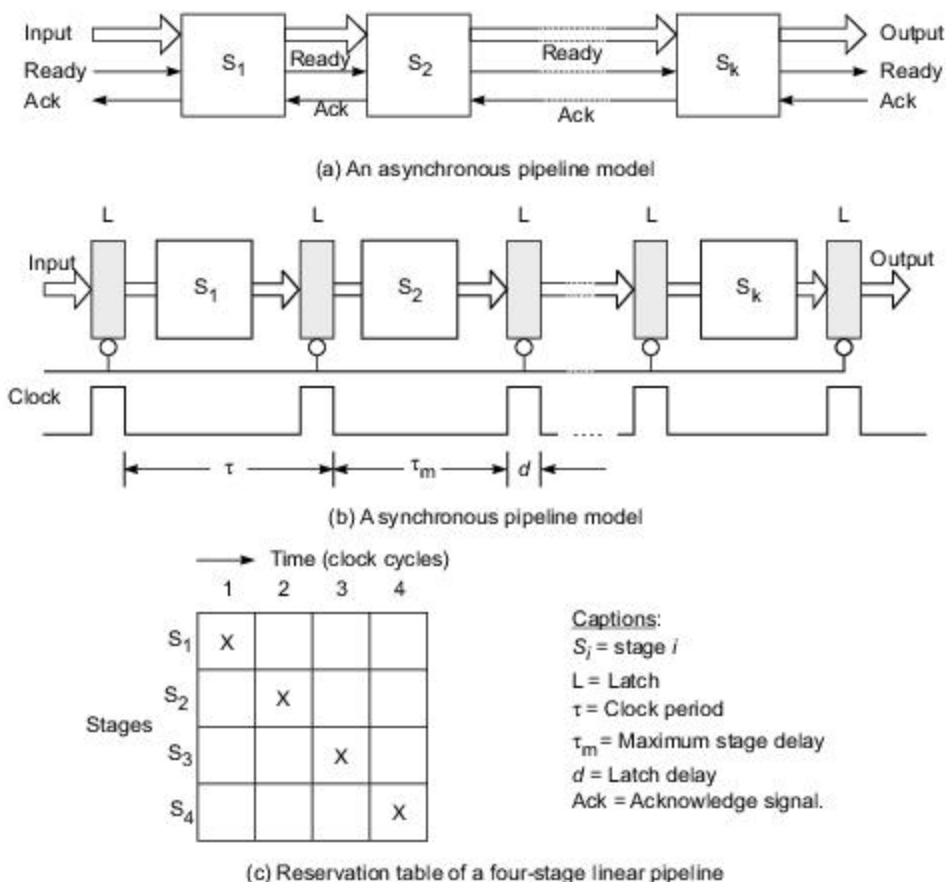 Input Output
S1 Ready S2 Ready Sk
Ready Ready
Ack Ack Ack Ack
(a) An asynchronous pipeline model
L L L L L
Input S1 S2 Sk Output
Clock
τ τm d
(b) A synchronous pipeline model
Time (clock cycles)
1 2 3 4
S1 X
S2 X
Stages
S3 X
S4 X
Captions:
Si = stage i
L = Latch
τ = Clock period
τm = Maximum stage delay
d = Latch delay
Ack = Acknowledge signal.
(c) Reservation table of a four-stage linear pipeline